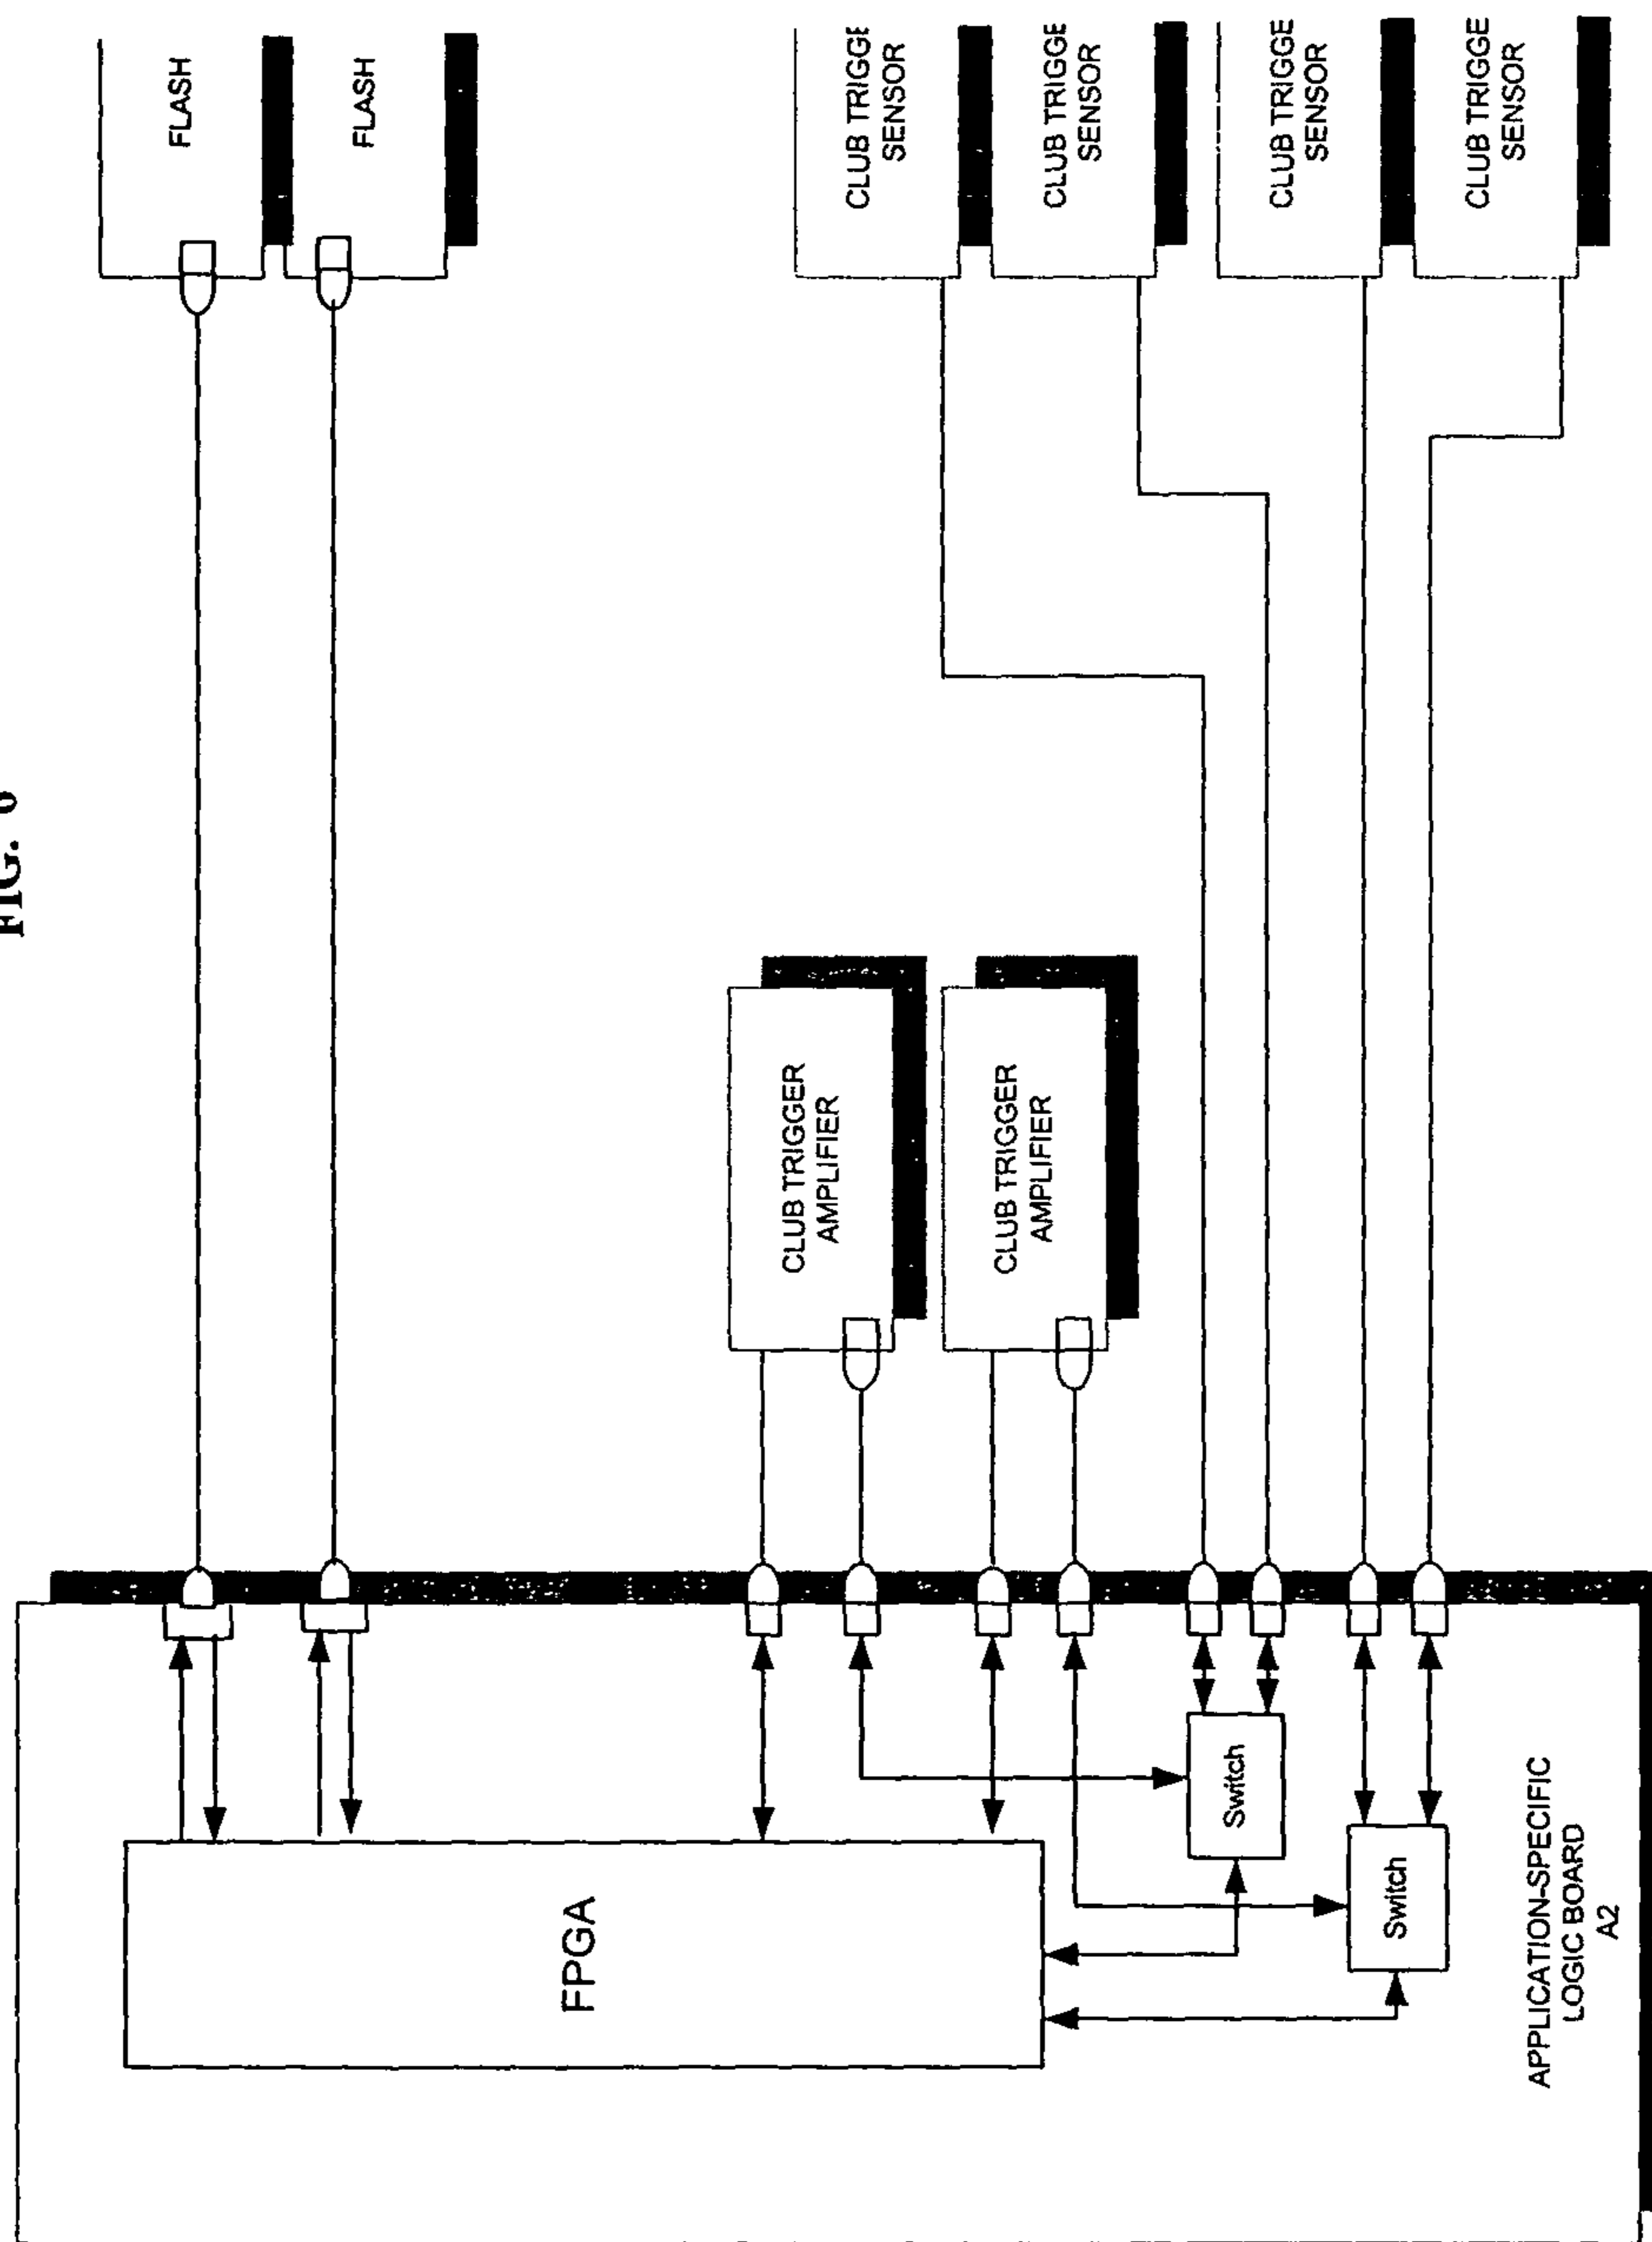 FIG.
FLASH
FLASH
FPGA
CLUB TRIGGER
AMPLIFIER
CLUB TRIGGER
AMPLIFIER
CLUB TRIGGE
SENSOR
CLUB TRIGGE
SENSOR
CLUB TRIGGE
SENSOR
CLUB TRIGGE
SENSOR
Switch
Switch
APPLICATION-SPECIFIC
LOGIC BOARD
A2